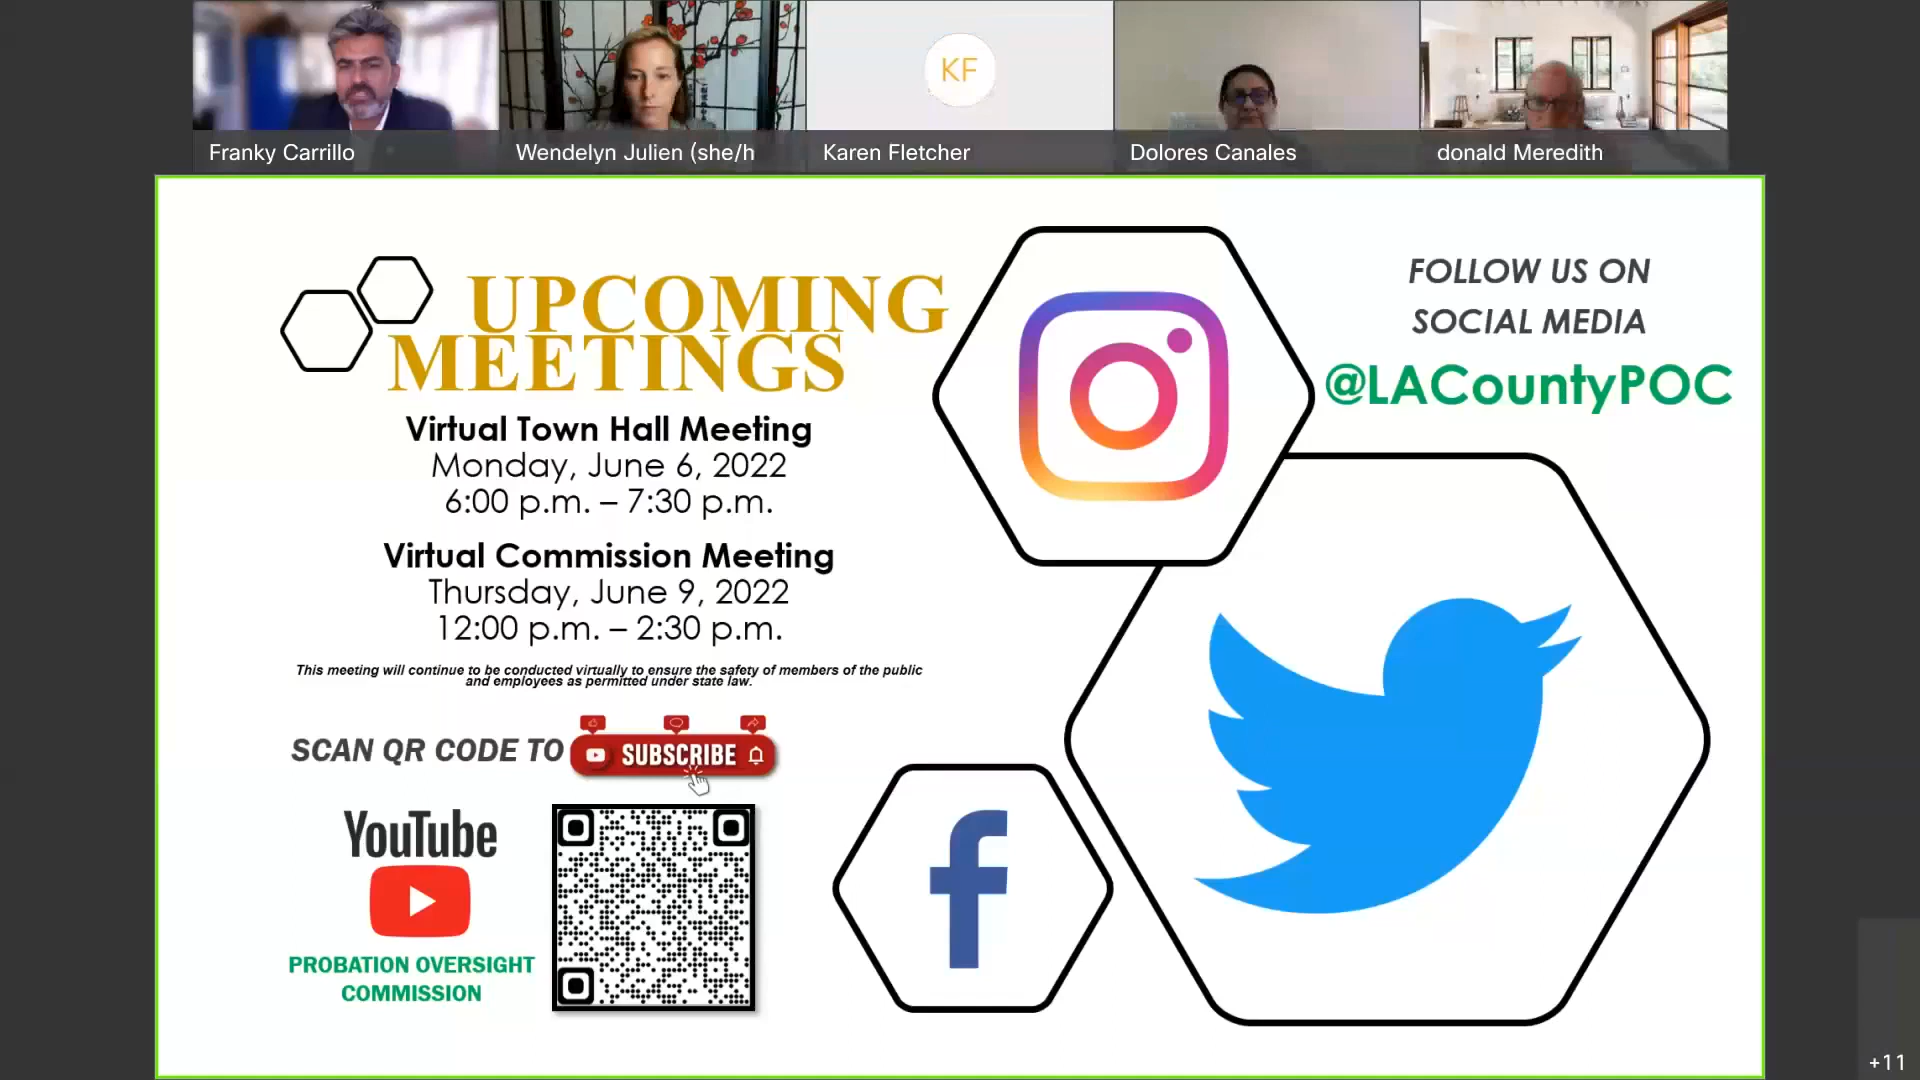 KF
Franky Carrillo
Wendelyn Julien (she/h
Karen Fletcher
Dolores Canales
donald Meredith
UPCOMING
MEETINGS
Virtual Town Hall Meeting
Monday, June 6, 2022
6:00 p.m. – 7:30 p.m.
Virtual Commission Meeting
Thursday, June 9, 2022
12:00 p.m. – 2:30 p.m.
This meeting will continue to be conducted virtually to ensure the safety of members of the public
and employees as permitted under state law.
SCAN QR CODE TO SUBSCRIBE
YouTube
PROBATION OVERSIGHT
COMMISSION
FOLLOW US ON
SOCIAL MEDIA
@LACountyPOC
+11